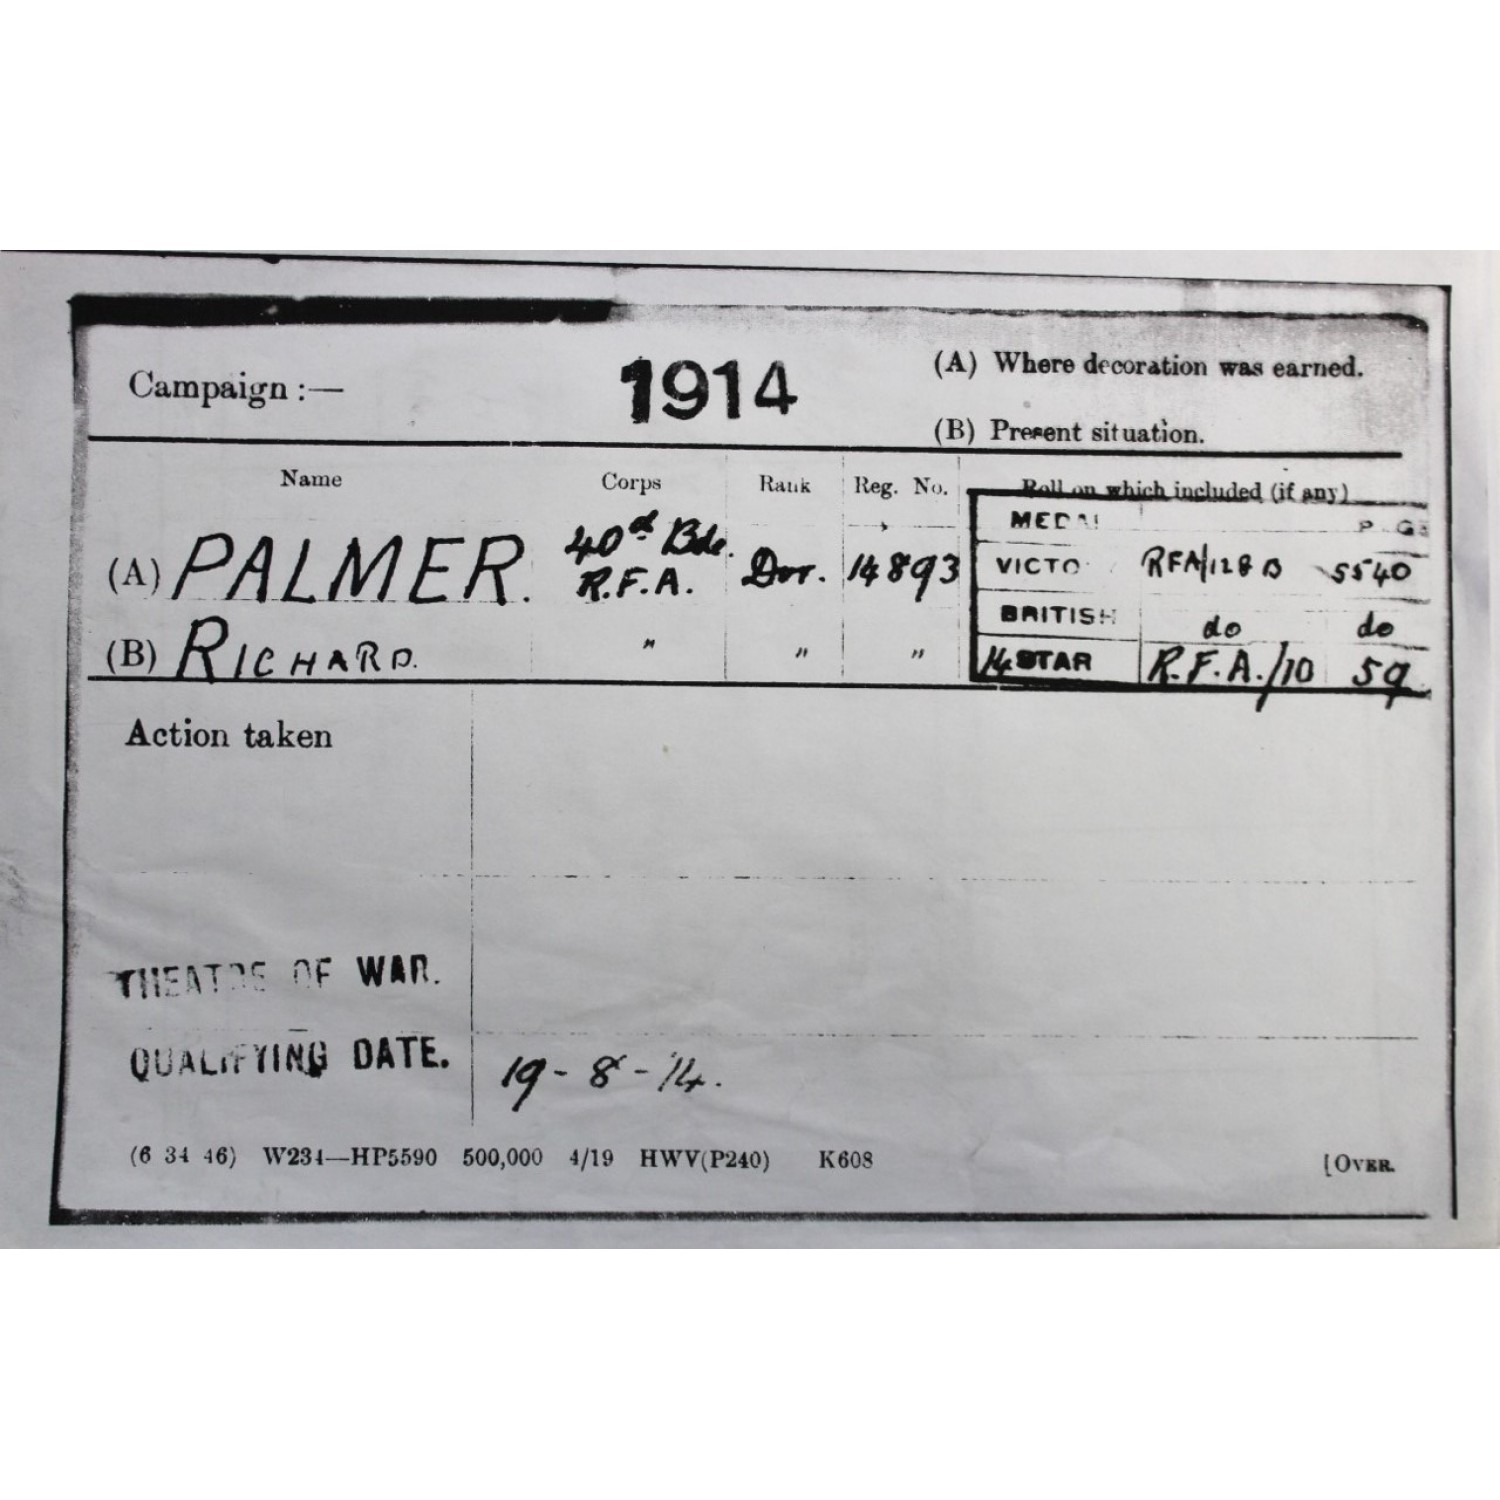 Campaign :— 1914
(A) Where decoration was earned.
(B) Present situation.
Name Corps Rank Reg. No. Roll on which included (if any)
MEDAL PAGE
(A) PALMER. 40d Bde. R.F.A. Dvr. 14893
VICTO RFA/128 B 5540
BRITISH do do
(B) RICHARD. " " "
14 STAR R.F.A./10 59
Action taken
THEATRE OF WAR.
QUALIFYING DATE. 19-8-14.
(6 34 46) W234—HP5590 500,000 4/19 HWV(P240) K608 [OVER.